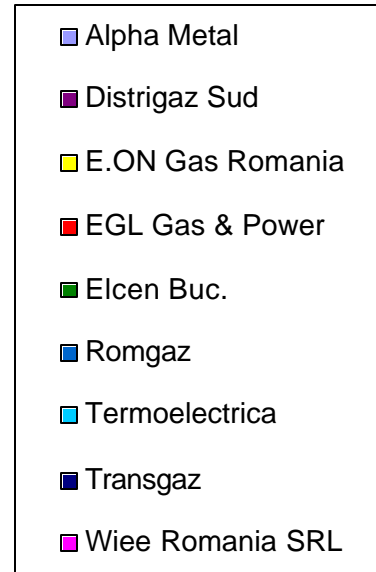 Alpha Metal
Distrigaz Sud
E.ON Gas Romania
EGL Gas & Power
Elcen Buc.
Romgaz
Termoelectrica
Transgaz
Wiee Romania SRL